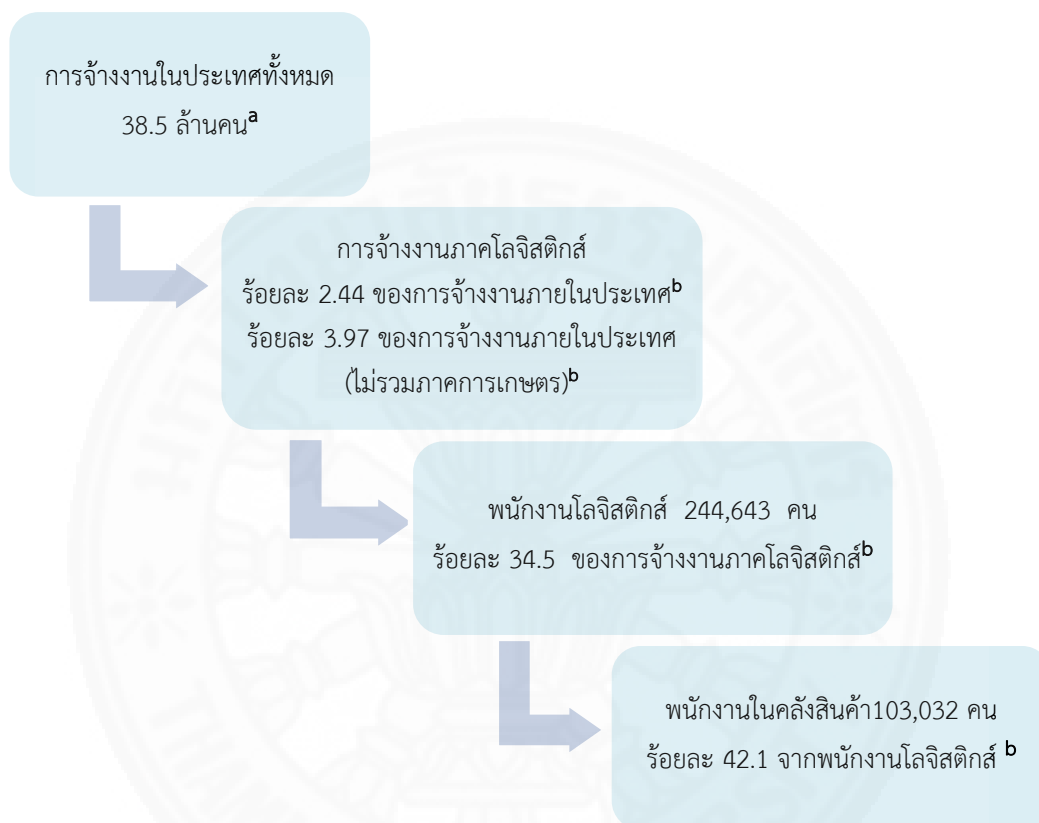 การจ้างงานในประเทศทั้งหมด
38.5 ล้านคนa
การจ้างงานภาคโลจิสติกส์
ร้อยละ 2.44 ของการจ้างงานภายในประเทศb
ร้อยละ 3.97 ของการจ้างงานภายในประเทศ
(ไม่รวมภาคการเกษตร)b
พนักงานโลจิสติกส์ 244,643 คน
ร้อยละ 34.5 ของการจ้างงานภาคโลจิสติกส์b
พนักงานในคลังสินค้า103,032 คน
ร้อยละ 42.1 จากพนักงานโลจิสติกส์ b